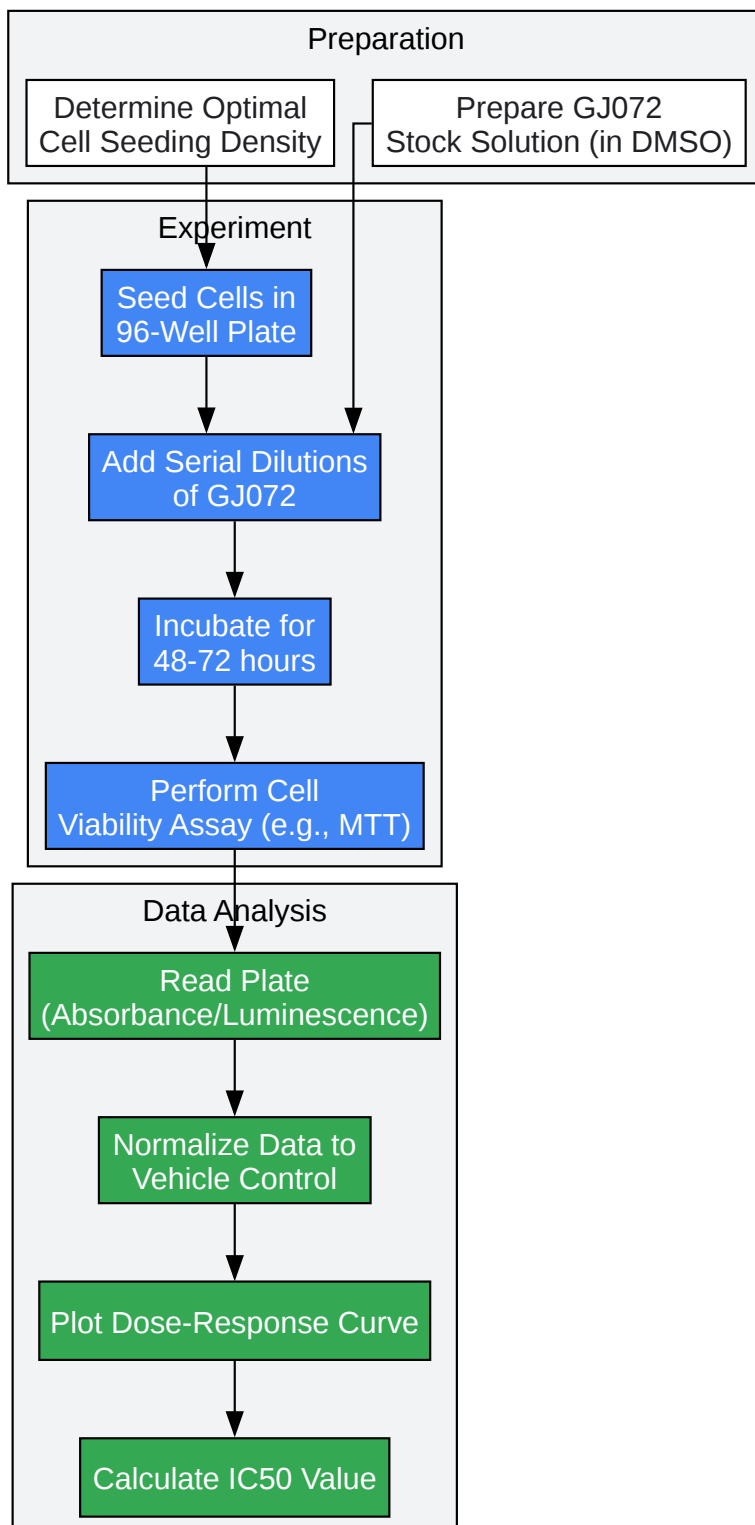 Preparation
Determine Optimal
Cell Seeding Density
Prepare GJ072
Stock Solution (in DMSO)
Experiment
Seed Cells in
96-Well Plate
Add Serial Dilutions
of GJ072
Incubate for
48-72 hours
Perform Cell
Viability Assay (e.g., MTT)
Data Analysis
Read Plate
(Absorbance/Luminescence)
Normalize Data to
Vehicle Control
Plot Dose-Response Curve
Calculate IC50 Value